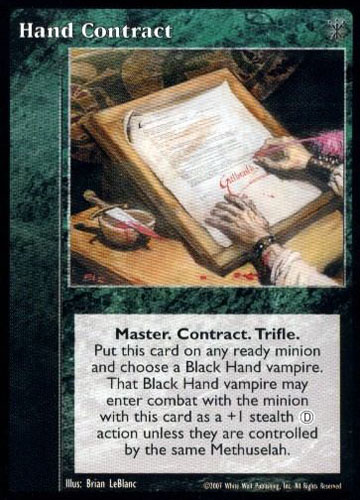 Hand Contract
Master. Contract. Trifle.
Put this card on any ready minion
and choose a Black Hand vampire.
That Black Hand vampire may
enter combat with the minion
with this card as a +1 stealth Ⓓ
action unless they are controlled
by the same Methuselah.
Illus: Brian LeBlanc
©2007 White Wolf Publishing, Inc. All Rights Reserved